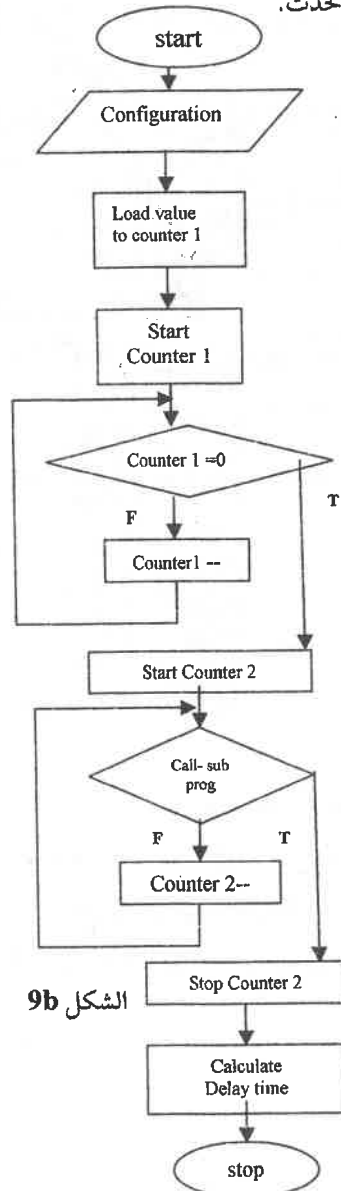 حدث.
start
Configuration
Load value
to counter 1
Start
Counter 1
Counter 1 =0
T
F
Counter1 --
Start Counter 2
Call- sub
prog
F
T
Counter 2--
Stop Counter 2
الشكل 9b
Calculate
Delay time
stop